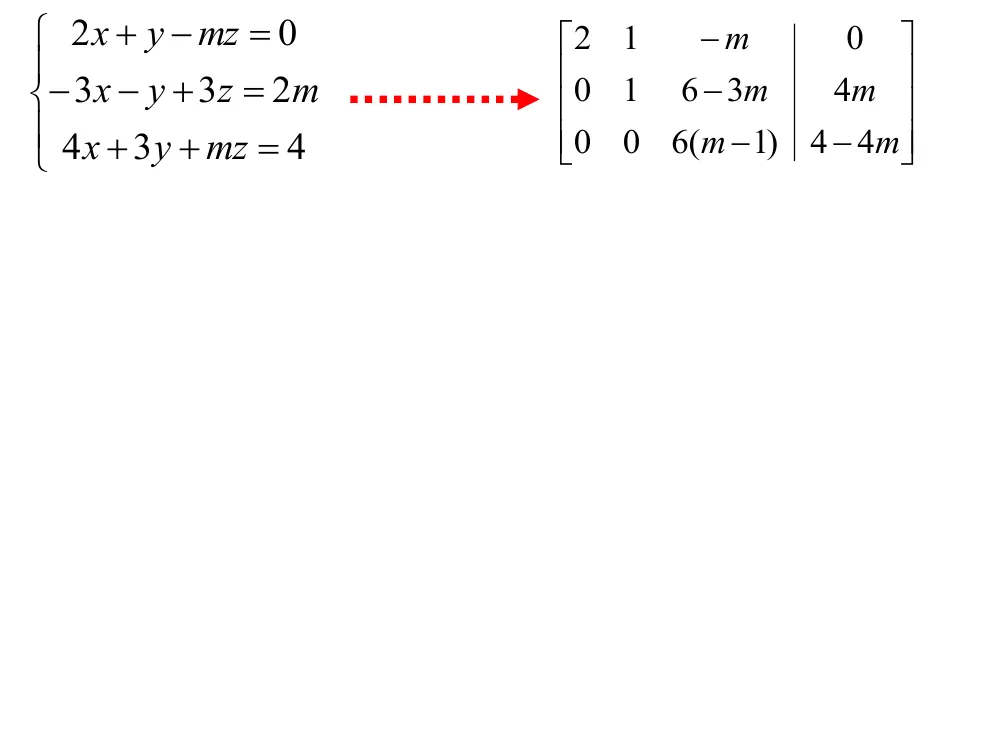 2x + y − mz = 0
−3x − y + 3z = 2m
4x + 3y + mz = 4
2 1 −m 0
0 1 6 − 3m 4m
0 0 6(m − 1) 4 − 4m